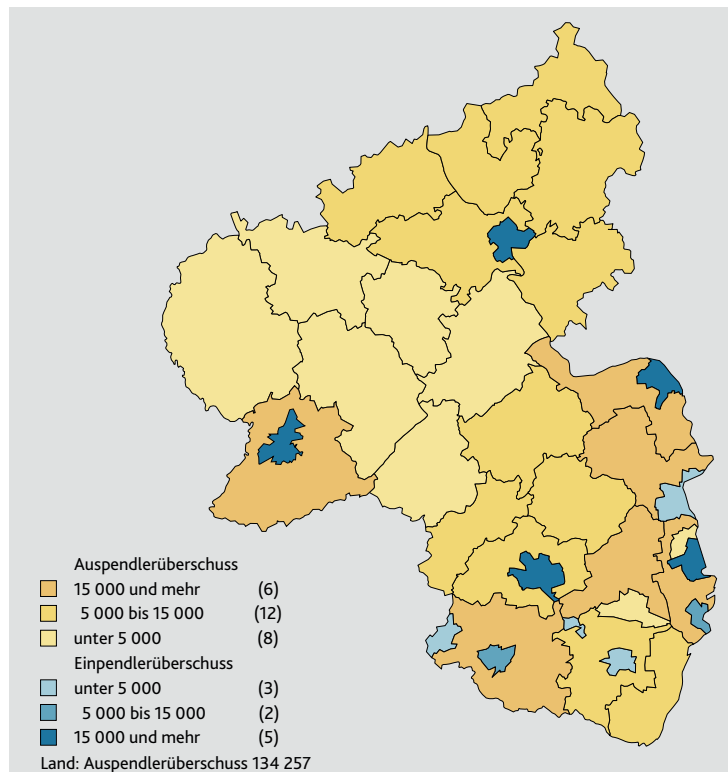 Auspendlerüberschuss
15 000 und mehr (6)
5 000 bis 15 000 (12)
unter 5 000 (8)
Einpendlerüberschuss
unter 5 000 (3)
5 000 bis 15 000 (2)
15 000 und mehr (5)
Land: Auspendlerüberschuss 134 257